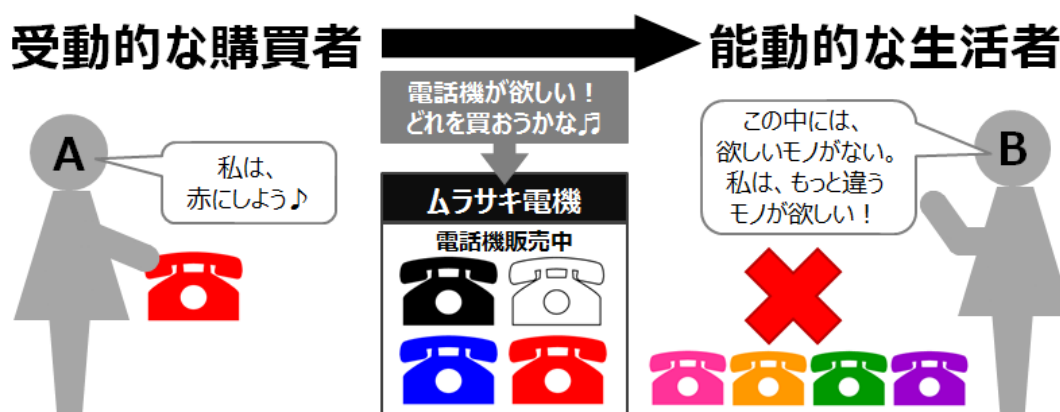 受動的な購買者
能動的な生活者
電話機が欲しい！
どれを買おうかな♬
A
私は、
赤にしよう♪
ムラサキ電機
電話機販売中
この中には、
欲しいモノがない。
私は、もっと違う
モノが欲しい！
B